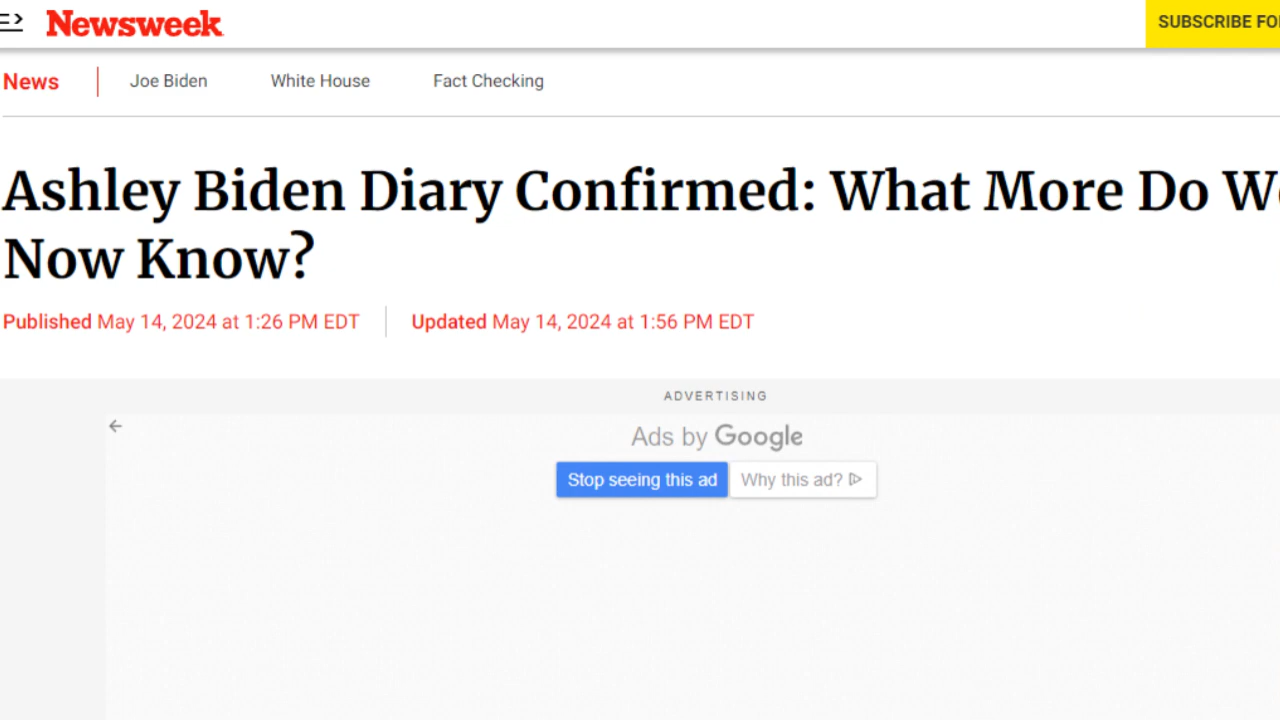 Newsweek
SUBSCRIBE
News
Joe Biden
White House
Fact Checking
Ashley Biden Diary Confirmed: What More Do
Now Know?
Published May 14, 2024 at 1:26 PM EDT
Updated May 14, 2024 at 1:56 PM EDT
ADVERTISING
Ads by Google
Stop seeing this ad
Why this ad?